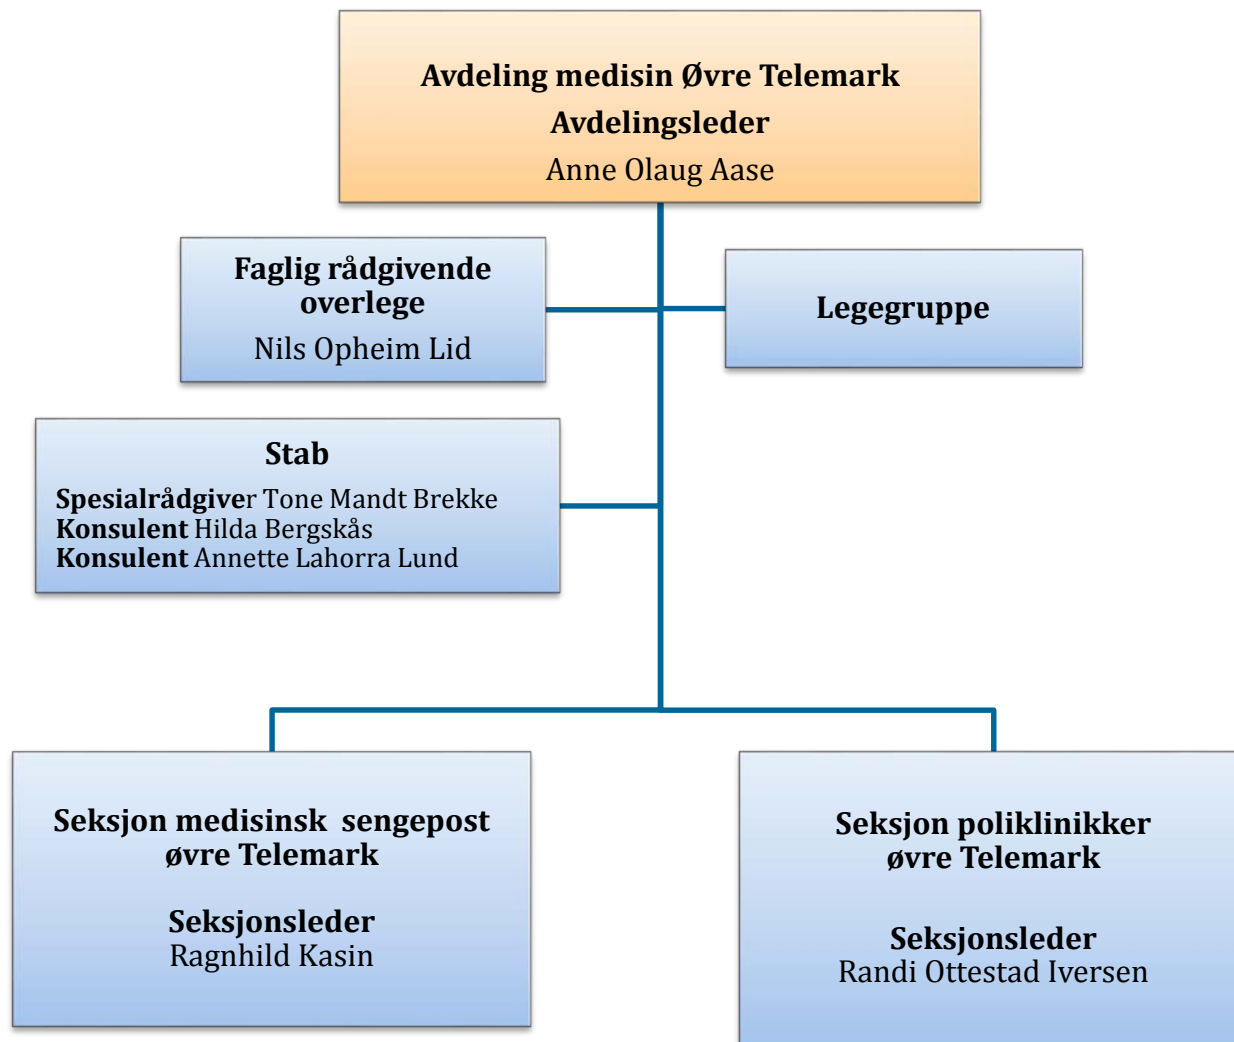 Avdeling medisin Øvre Telemark
Avdelingsleder
Anne Olaug Aase
Faglig rådgivende
overlege
Nils Opheim Lid
Legegruppe
Stab
Spesialrådgiver Tone Mandt Brekke
Konsulent Hilda Bergskås
Konsulent Annette Lahorra Lund
Seksjon medisinsk  sengepost
øvre Telemark
Seksjonsleder
Ragnhild Kasin
Seksjon poliklinikker
øvre Telemark
Seksjonsleder
Randi Ottestad Iversen